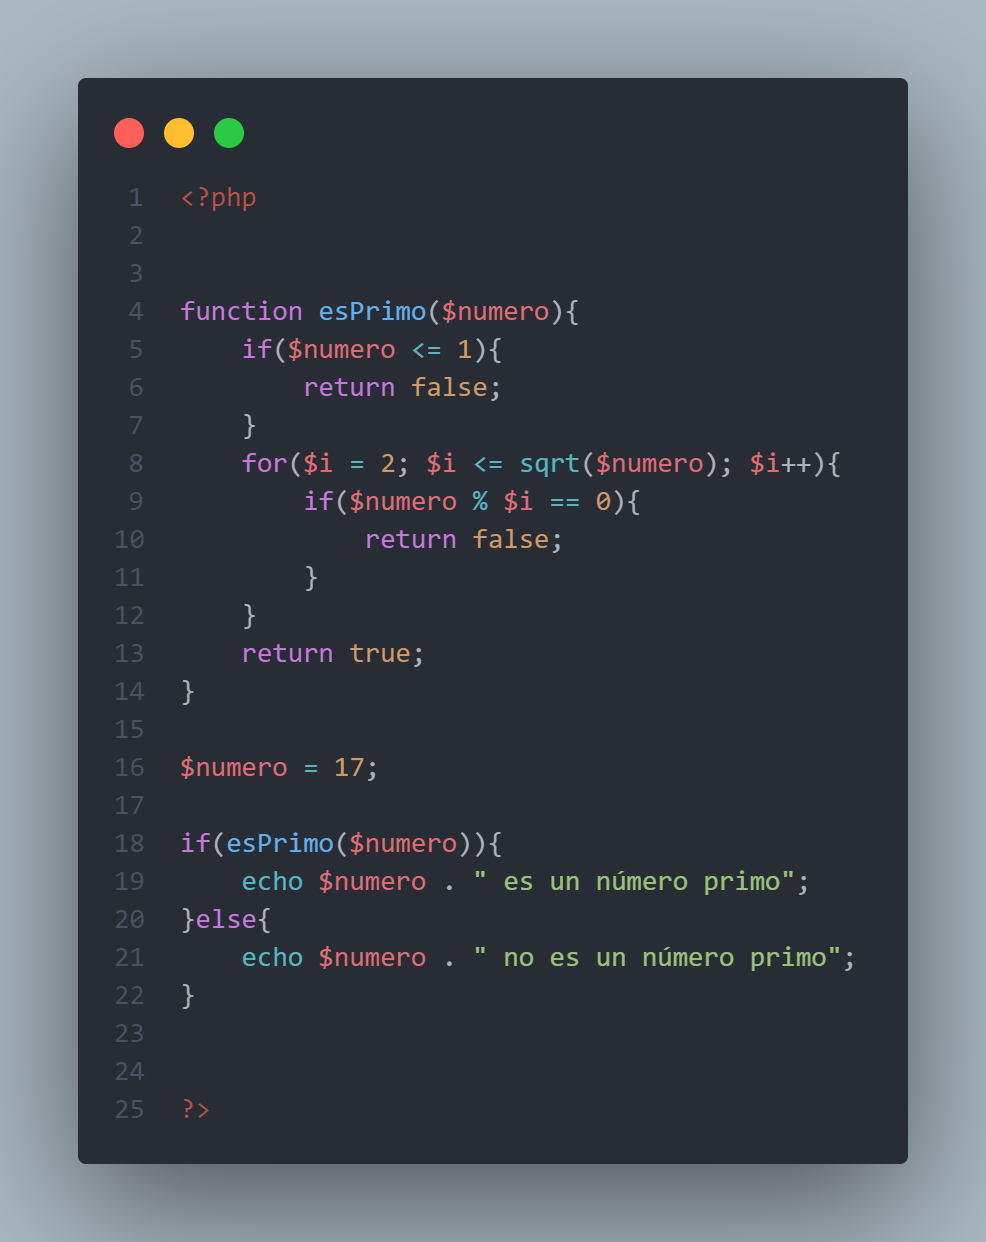 1 <?php
2
3
4 function esPrimo($numero){
5     if($numero <= 1){
6         return false;
7     }
8     for($i = 2; $i <= sqrt($numero); $i++){
9         if($numero % $i == 0){
10             return false;
11         }
12     }
13     return true;
14 }
15
16 $numero = 17;
17
18 if(esPrimo($numero)){
19     echo $numero . " es un número primo";
20 }else{
21     echo $numero . " no es un número primo";
22 }
23
24
25 ?>